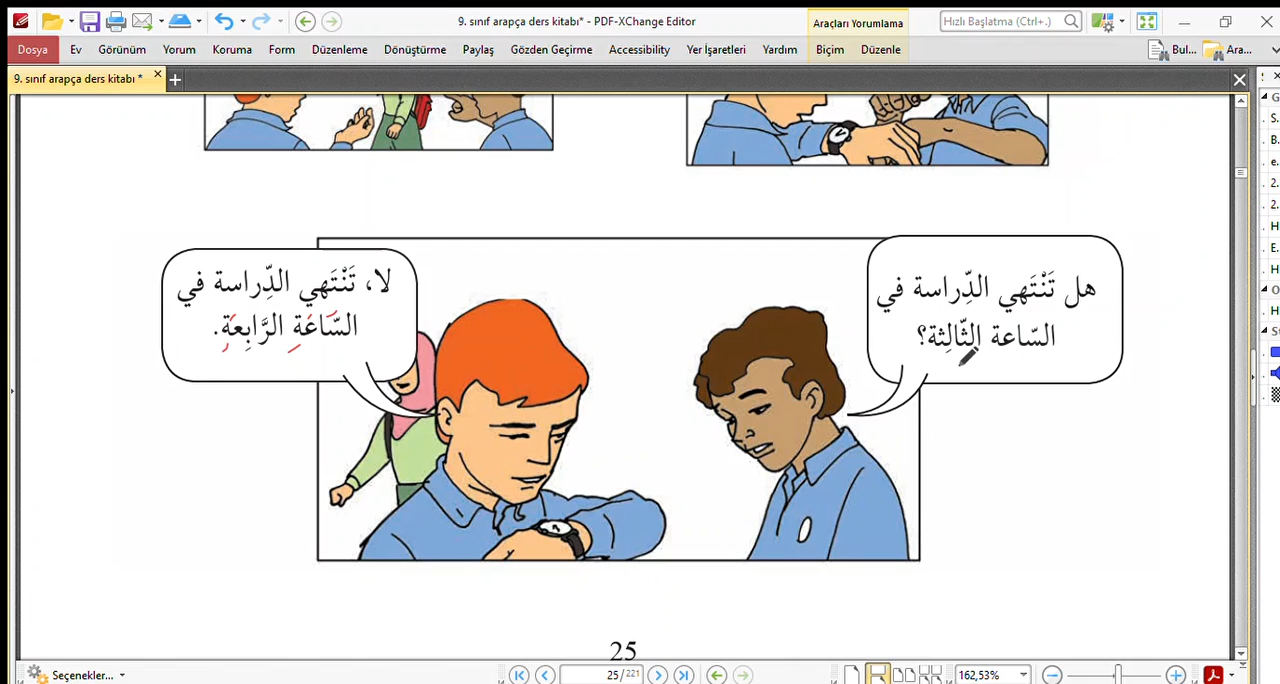 9. sınıf arapça ders kitabı* - PDF-XChange Editor
Araçları Yorumlama
Hızlı Başlatma (Ctrl+.)
Dosya Ev Görünüm Yorum Koruma Form Düzenleme Dönüştürme Paylaş Gözden Geçirme Accessibility Yer İşaretleri Yardım Biçim Düzenle Bul... Ara...
9. sınıf arapça ders kitabı *
هل تَنْتَهي الدِّراسة في
السّاعة الثّالِثة؟
لا، تَنْتَهي الدِّراسة في
السَّاعَةِ الرَّابِعَةِ.
25
Seçenekler...
25 / 221
162,53%